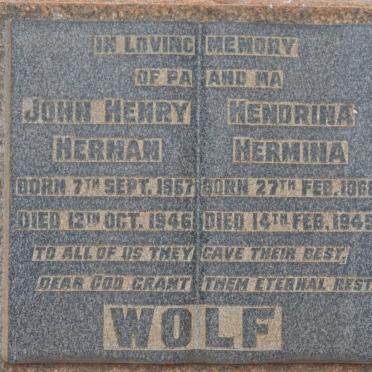 IN LOVING MEMORY
OF PA AND MA
JOHN HENRY HENDRINA
HERMAN HERMINA
BORN 7TH SEPT. 1867 BORN 27TH FEB. 1868
DIED 12TH OCT. 1946 DIED 14TH FEB. 1945
TO ALL OF US THEY GAVE THEIR BEST,
DEAR GOD GRANT THEM ETERNAL REST
WOLF